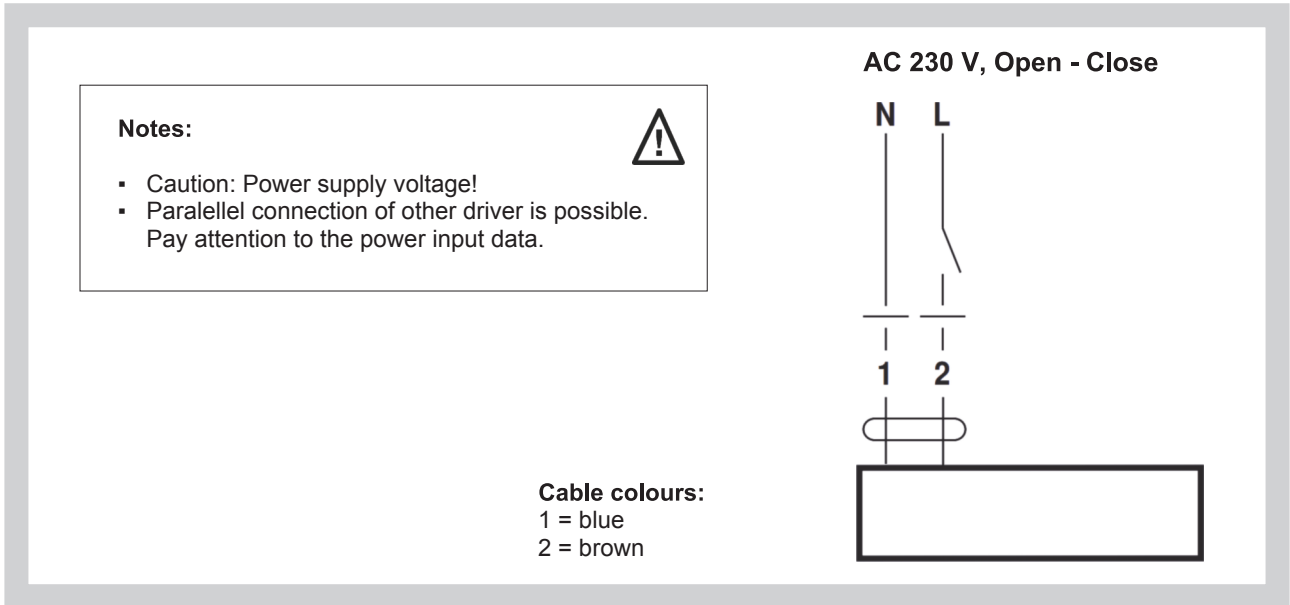 AC 230 V, Open - Close
Notes:
▪ Caution: Power supply voltage!
▪ Paralellel connection of other driver is possible.
Pay attention to the power input data.
N L
1 2
Cable colours:
1 = blue
2 = brown